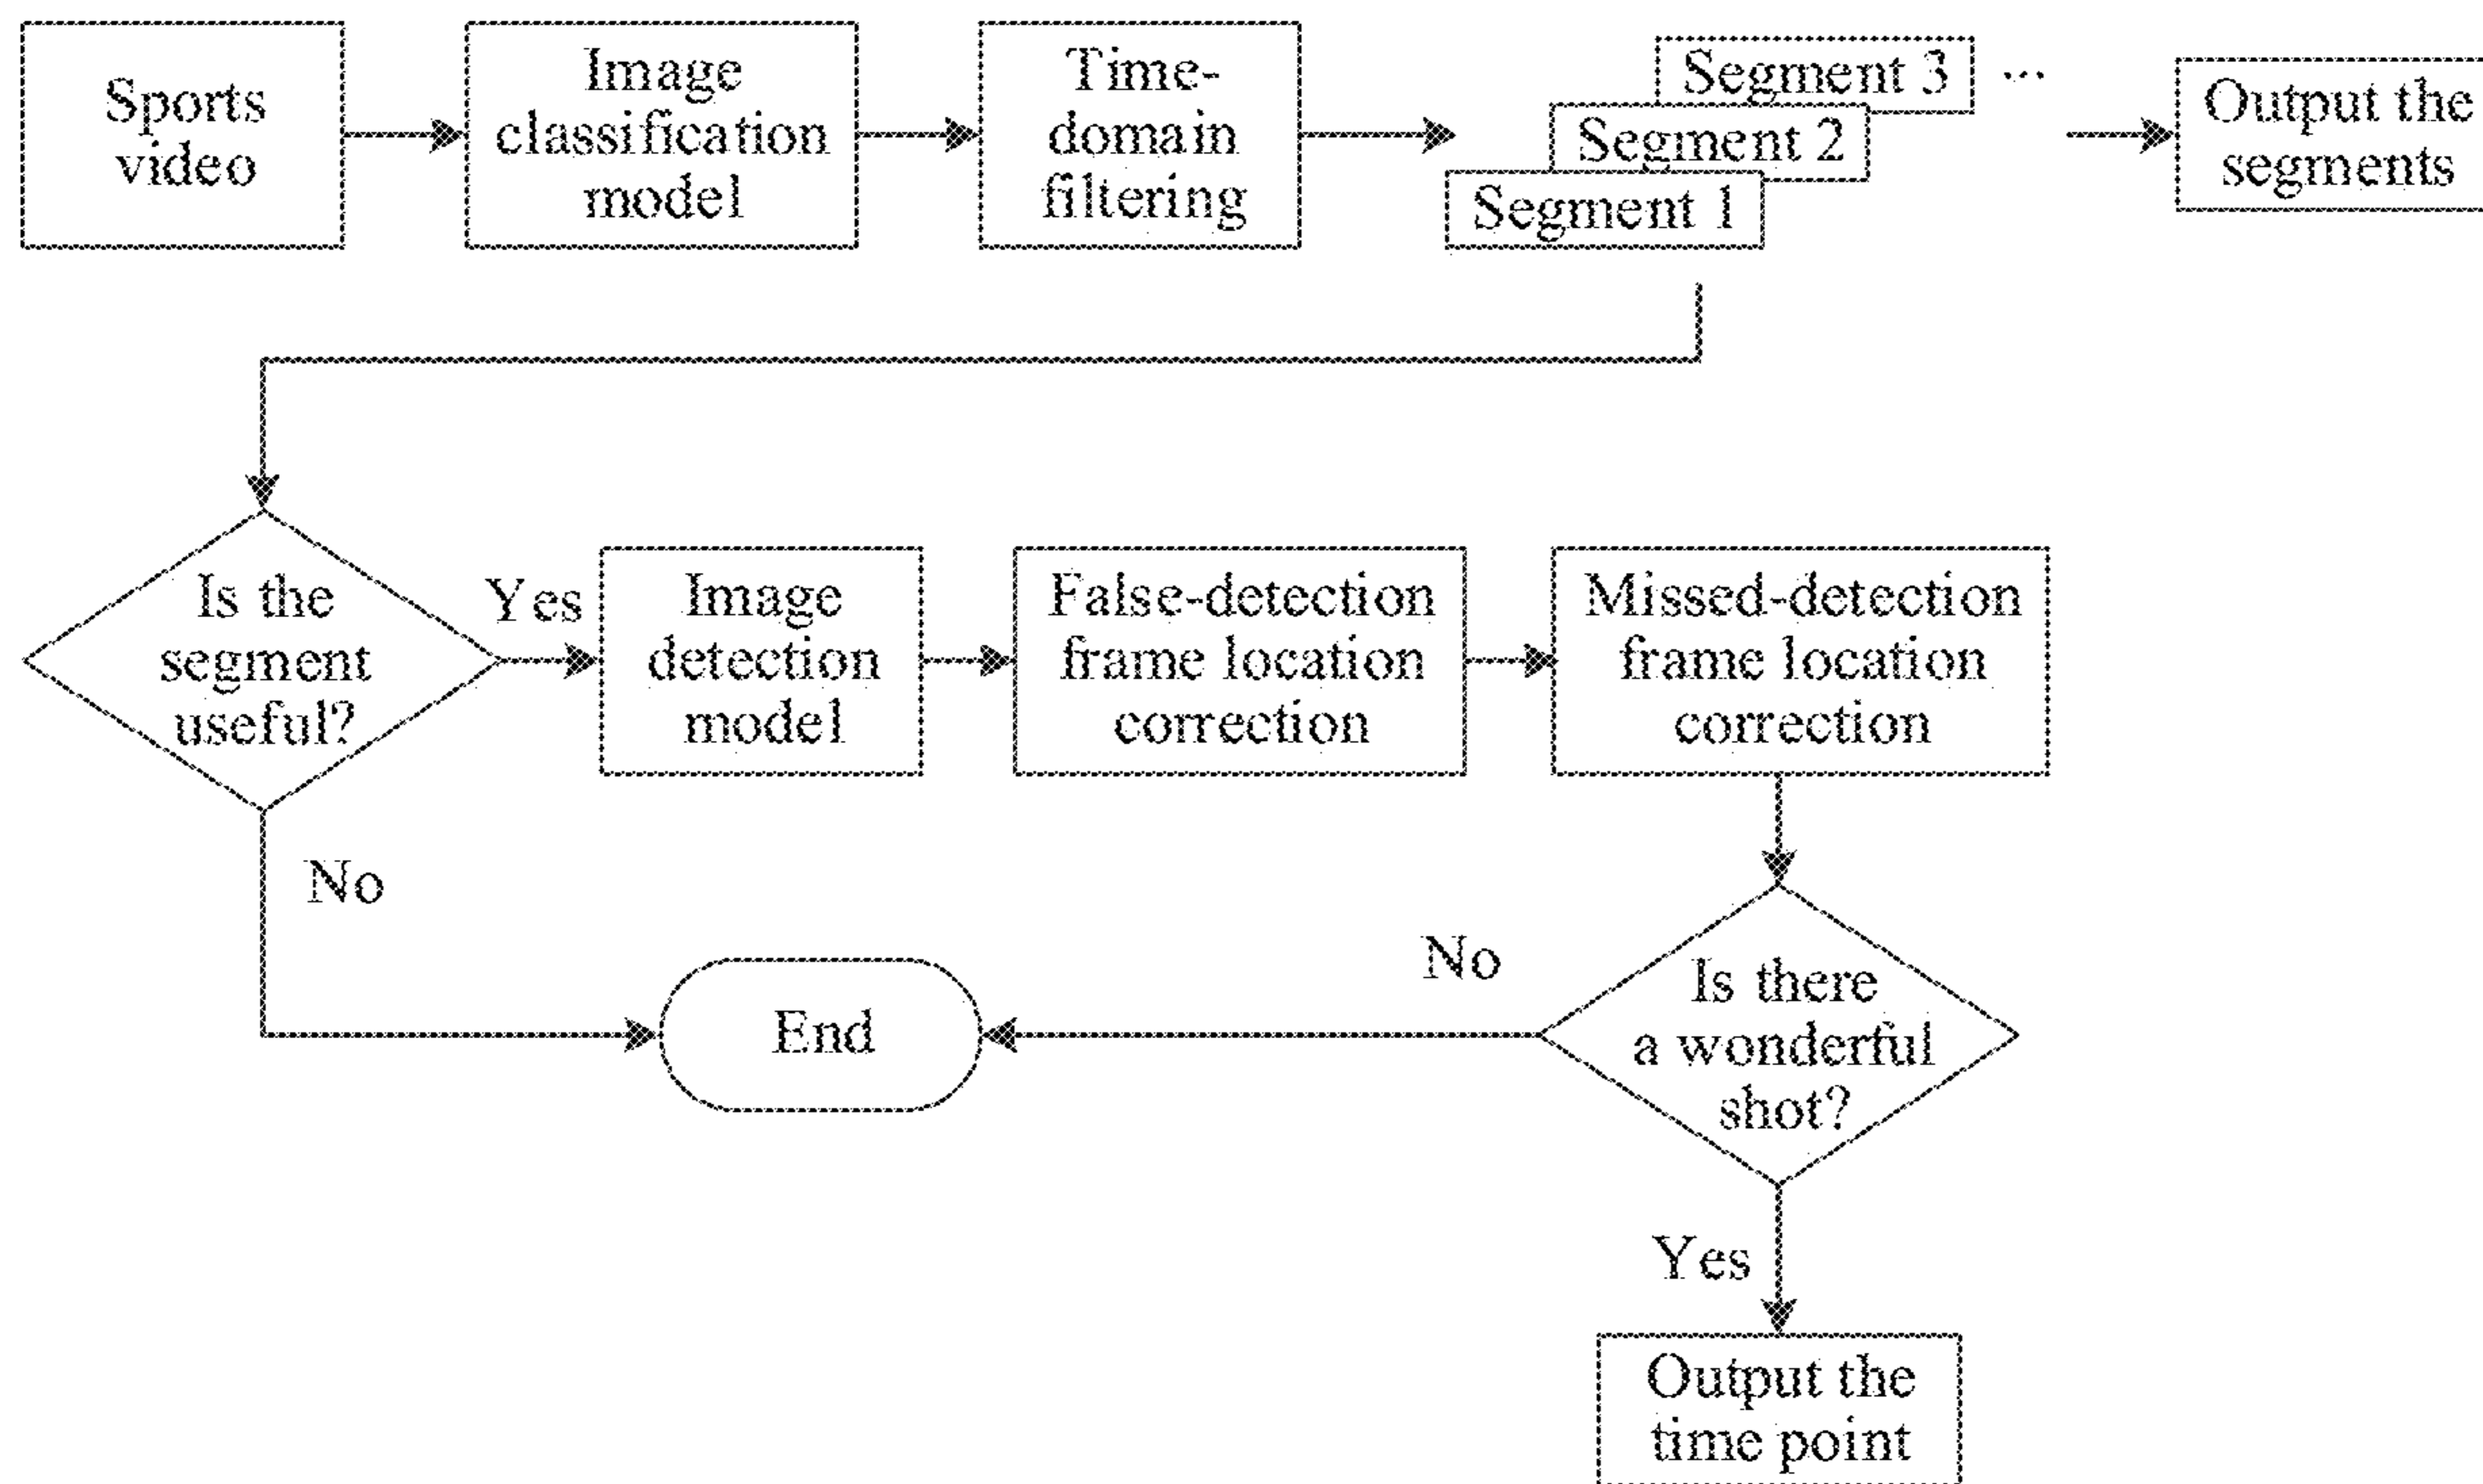 Sports
video
Image
classification
model
Time-
domain
filtering
Segment 3 ...
Segment 2
Segment 1
Output the
segments
Is the
segment
useful?
Yes
Image
detection
model
False-detection
frame location
correction
Missed-detection
frame location
correction
No
End
No
Is there
a wonderful
shot?
Yes
Output the
time point